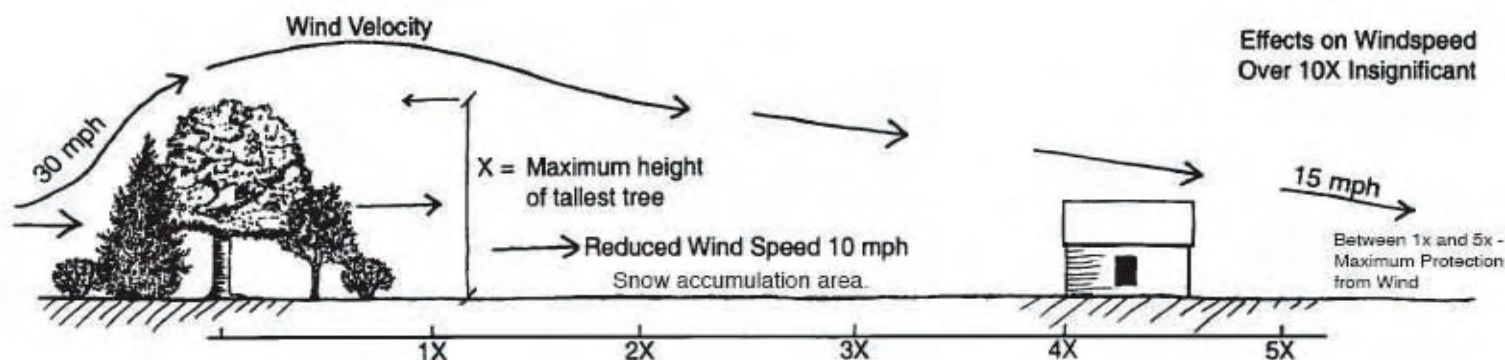 Wind Velocity
Effects on Windspeed
Over 10X Insignificant
30 mph
X = Maximum height
of tallest tree
15 mph
Reduced Wind Speed 10 mph
Snow accumulation area.
Between 1x and 5x -
Maximum Protection
from Wind
1X
2X
3X
4X
5X